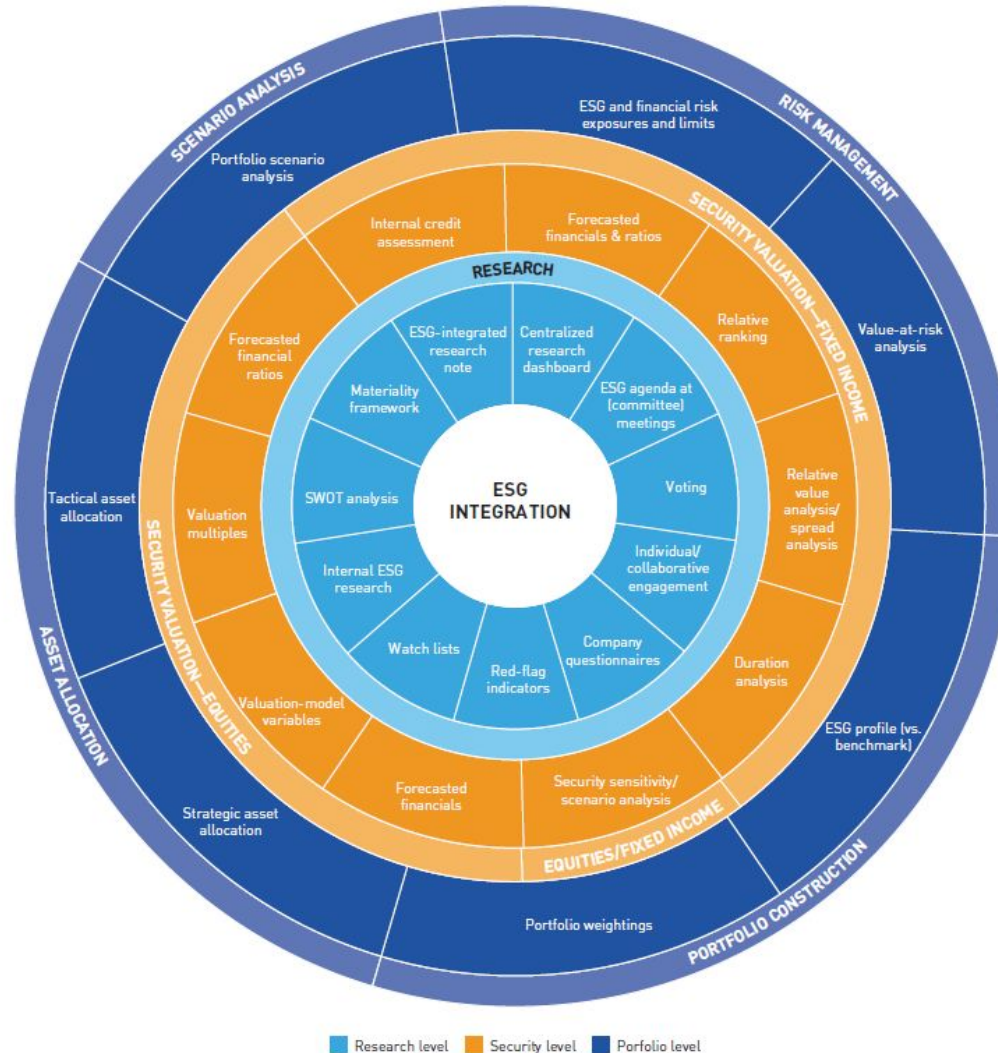 SCENARIO ANALYSIS
RISK MANAGEMENT
ESG and financial risk
exposures and limits
Portfolio scenario
analysis
Value-at-risk
analysis
ESG profile (vs.
benchmark)
PORTFOLIO CONSTRUCTION
Portfolio weightings
Strategic asset
allocation
ASSET ALLOCATION
Tactical asset
allocation
SECURITY VALUATION—FIXED INCOME
Internal credit
assessment
Forecasted
financials & ratios
Relative
ranking
Relative
value analysis/
spread analysis
Duration
analysis
EQUITIES/FIXED INCOME
Security sensitivity/
scenario analysis
SECURITY VALUATION—EQUITIES
Forecasted
financials
Valuation-model
variables
Valuation
multiples
Forecasted
financial
ratios
RESEARCH
ESG-integrated
research
note
Centralized
research
dashboard
ESG agenda at
(committee)
meetings
Voting
Individual/
collaborative
engagement
Company
questionnaires
Red-flag
indicators
Watch lists
Internal ESG
research
SWOT analysis
Materiality
framework
ESG
INTEGRATION
Research level
Security level
Porfolio level